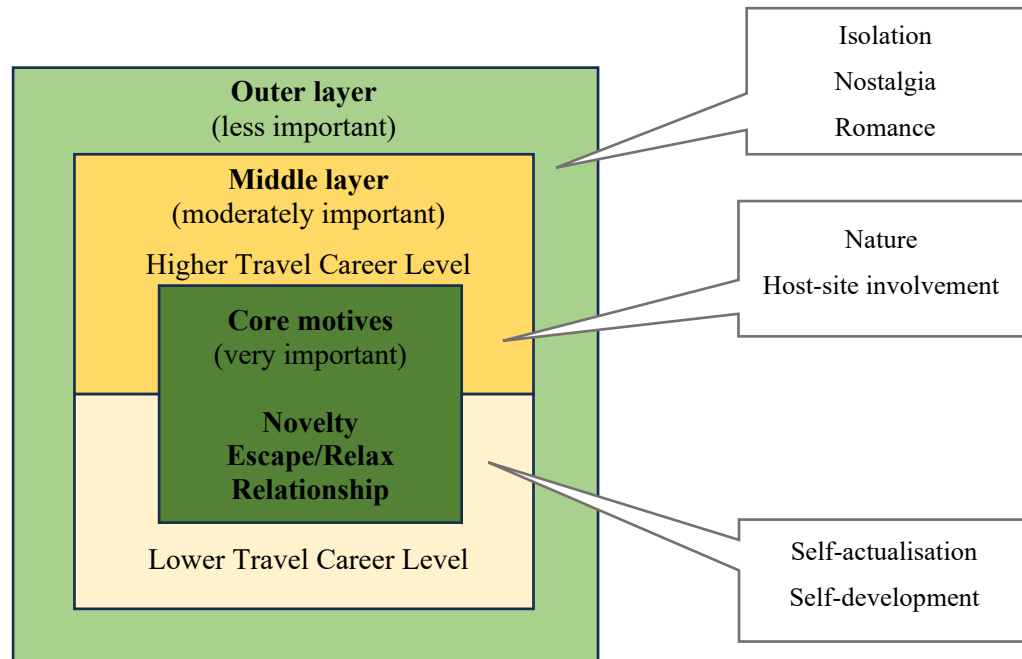 Outer layer
(less important)
Middle layer
(moderately important)
Higher Travel Career Level
Core motives
(very important)
Novelty
Escape/Relax
Relationship
Lower Travel Career Level
Isolation
Nostalgia
Romance
Nature
Host-site involvement
Self-actualisation
Self-development